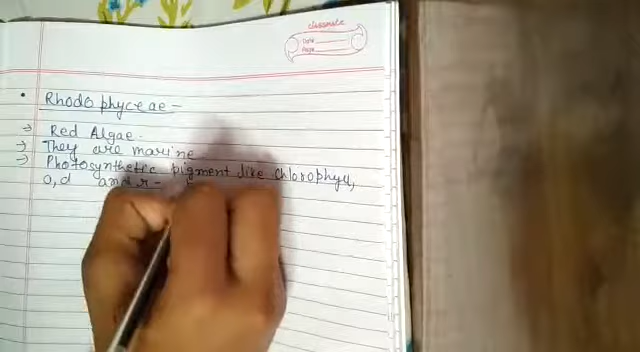 classmate
Date
Page
• Rhodophyceae -
→ Red Algae.
→ They are marine
→ Photosynthetic pigment like Chlorophyll,
a, d and r-